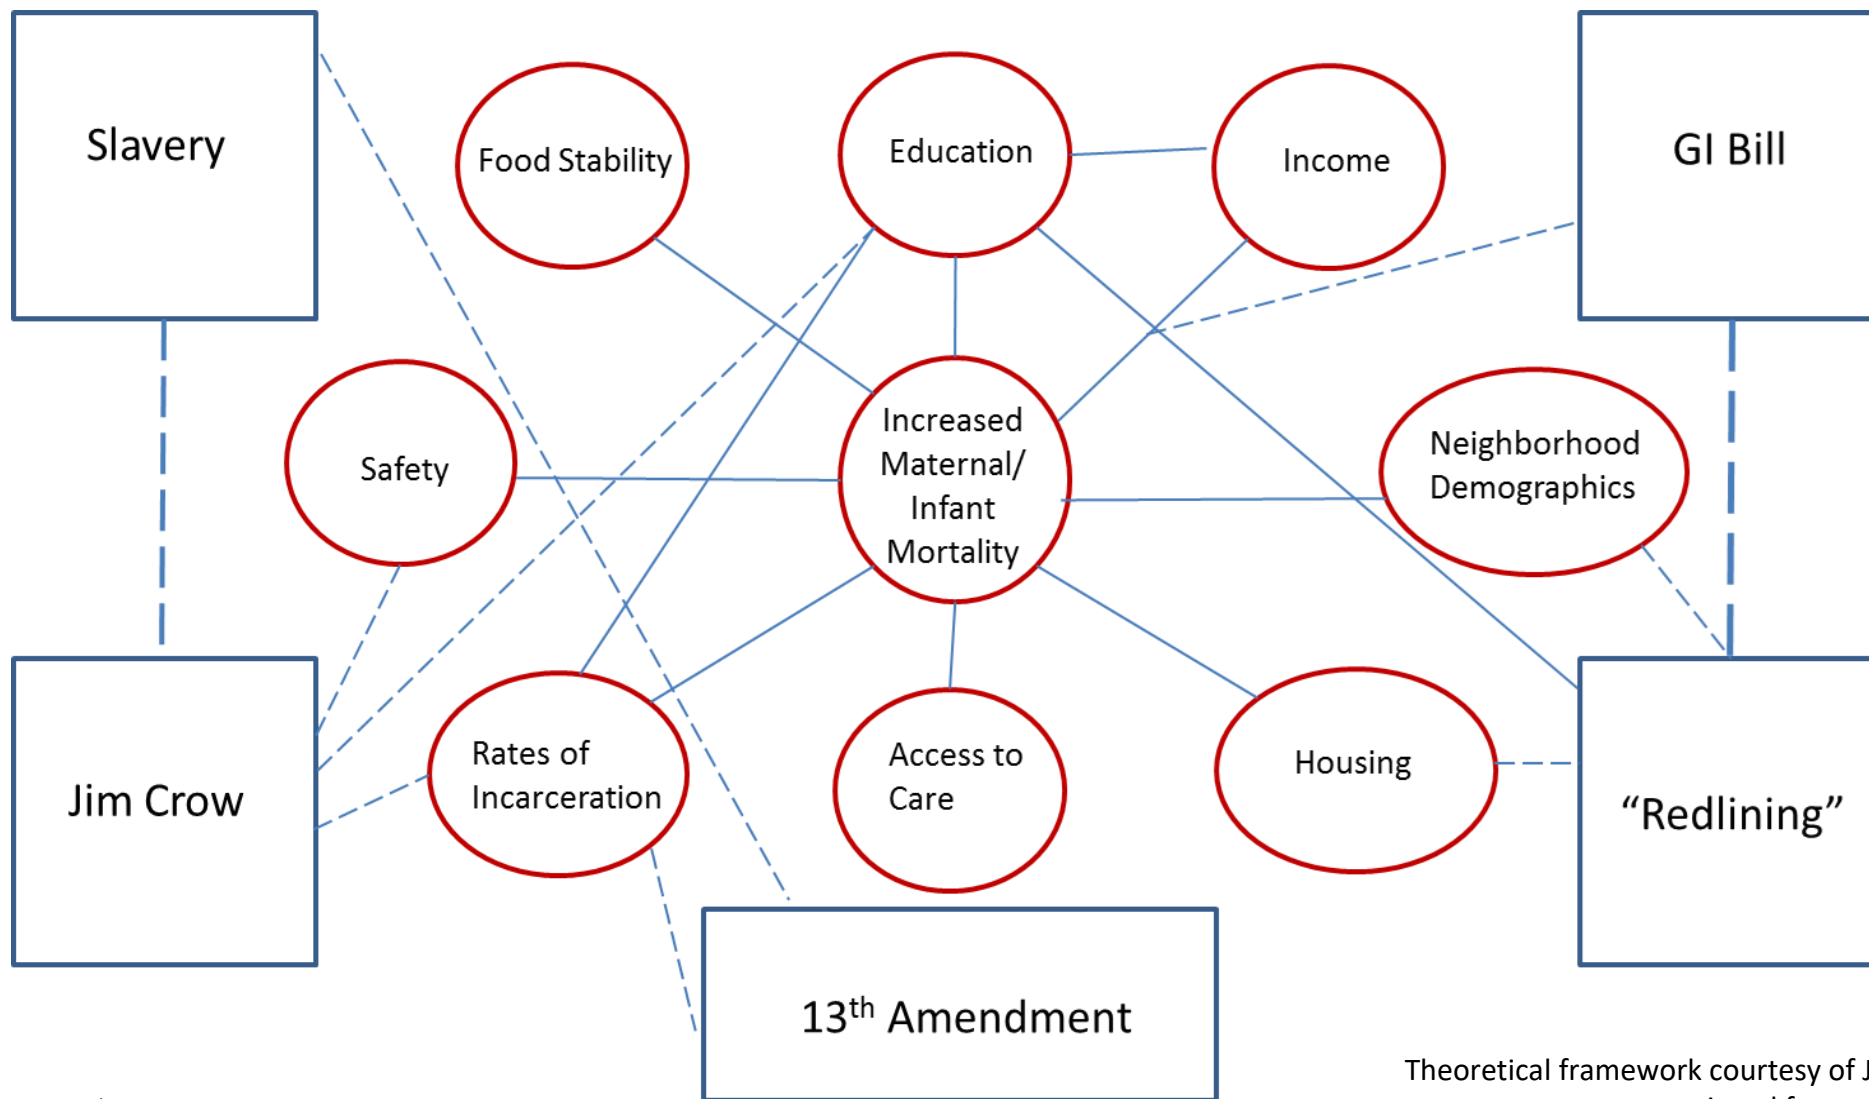 Slavery
Food Stability
Education
Income
GI Bill
Safety
Increased
Maternal/
Infant
Mortality
Neighborhood
Demographics
Jim Crow
Rates of
Incarceration
Access to
Care
Housing
“Redlining”
13th Amendment
Theoretical framework courtesy of J